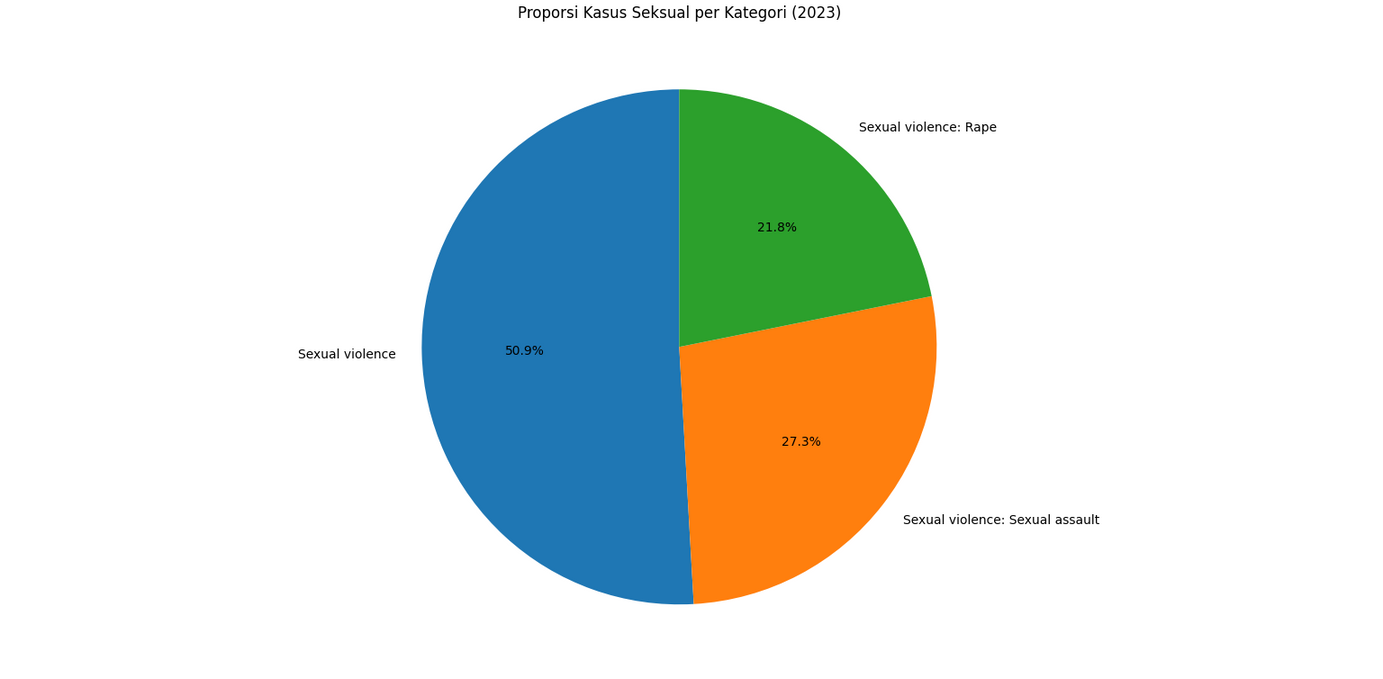 Proporsi Kasus Seksual per Kategori (2023)
Sexual violence: Rape
21.8%
Sexual violence
50.9%
27.3%
Sexual violence: Sexual assault